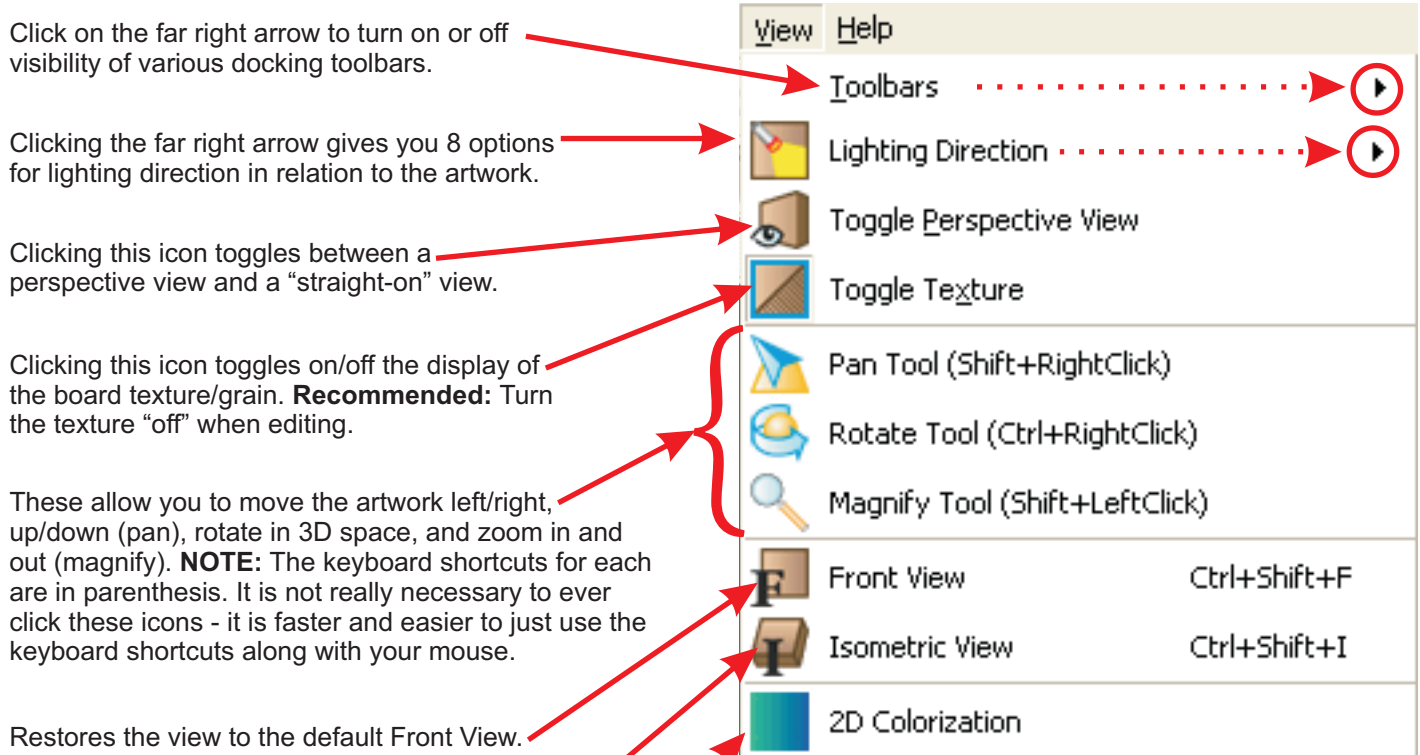 Click on the far right arrow to turn on or off
visibility of various docking toolbars.
Clicking the far right arrow gives you 8 options
for lighting direction in relation to the artwork.
Clicking this icon toggles between a
perspective view and a “straight-on” view.
Clicking this icon toggles on/off the display of
the board texture/grain. Recommended: Turn
the texture “off” when editing.
These allow you to move the artwork left/right,
up/down (pan), rotate in 3D space, and zoom in and
out (magnify). NOTE: The keyboard shortcuts for each
are in parenthesis. It is not really necessary to ever
click these icons - it is faster and easier to just use the
keyboard shortcuts along with your mouse.
Restores the view to the default Front View.
View Help
Toolbars
Lighting Direction
Toggle Perspective View
Toggle Texture
Pan Tool (Shift+RightClick)
Rotate Tool (Ctrl+RightClick)
Magnify Tool (Shift+LeftClick)
F Front View Ctrl+Shift+F
I Isometric View Ctrl+Shift+I
2D Colorization